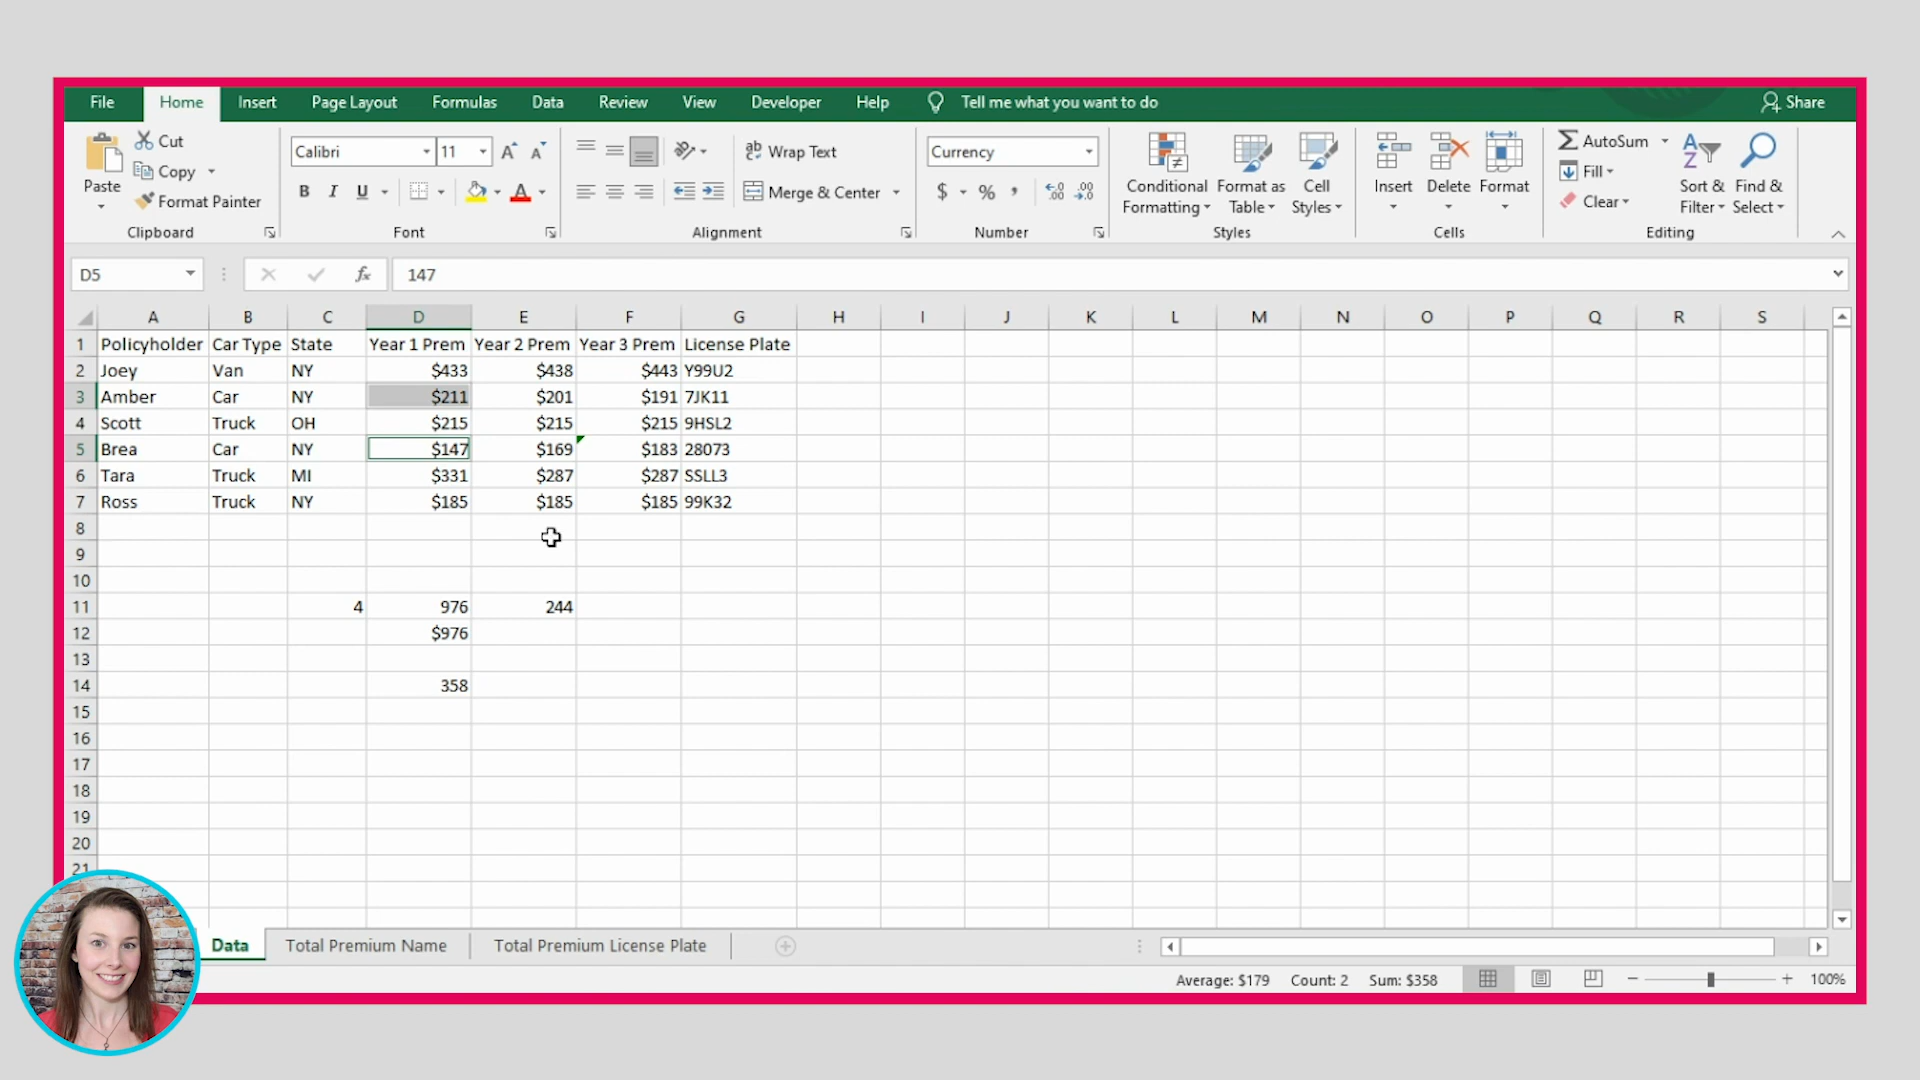 File Home Insert Page Layout Formulas Data Review View Developer Help Tell me what you want to do Share
Paste Cut Copy Format Painter Clipboard
Calibri 11 B I U A Font
Wrap Text Merge & Center Alignment
Currency $ % , Number
Conditional Formatting Format as Table Cell Styles Styles
Insert Delete Format Cells
AutoSum Fill Clear Sort & Filter Find & Select Editing
D5 fx 147
A B C D E F G H I J K L M N O P Q R S
1 Policyholder Car Type State Year 1 Prem Year 2 Prem Year 3 Prem License Plate
2 Joey Van NY $433 $438 $443 Y99U2
3 Amber Car NY $211 $201 $191 7JK11
4 Scott Truck OH $215 $215 $215 9HSL2
5 Brea Car NY $147 $169 $183 28073
6 Tara Truck MI $331 $287 $287 SSLL3
7 Ross Truck NY $185 $185 $185 99K32
8
9
10
11 4 976 244
12 $976
13
14 358
15
16
17
18
19
20
21
Data Total Premium Name Total Premium License Plate
Average: $179 Count: 2 Sum: $358 100%